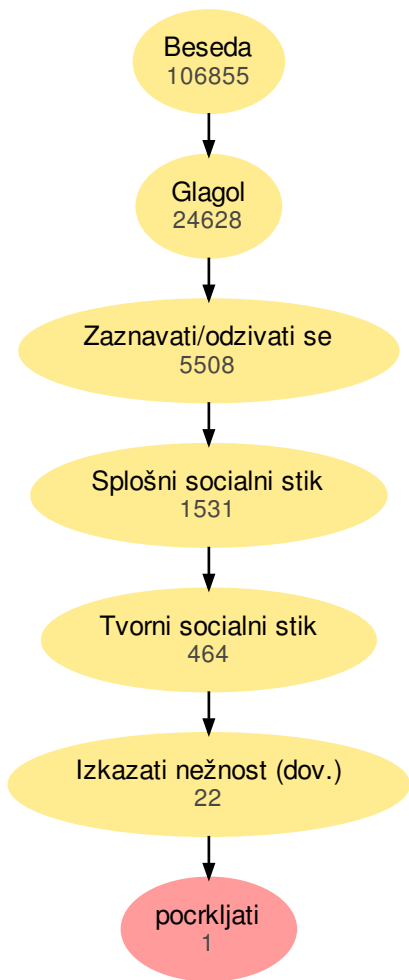 Beseda
106855
Glagol
24628
Zaznavati/odzivati se
5508
Splošni socialni stik
1531
Tvorni socialni stik
464
Izkazati nežnost (dov.)
22
pocrkljati
1